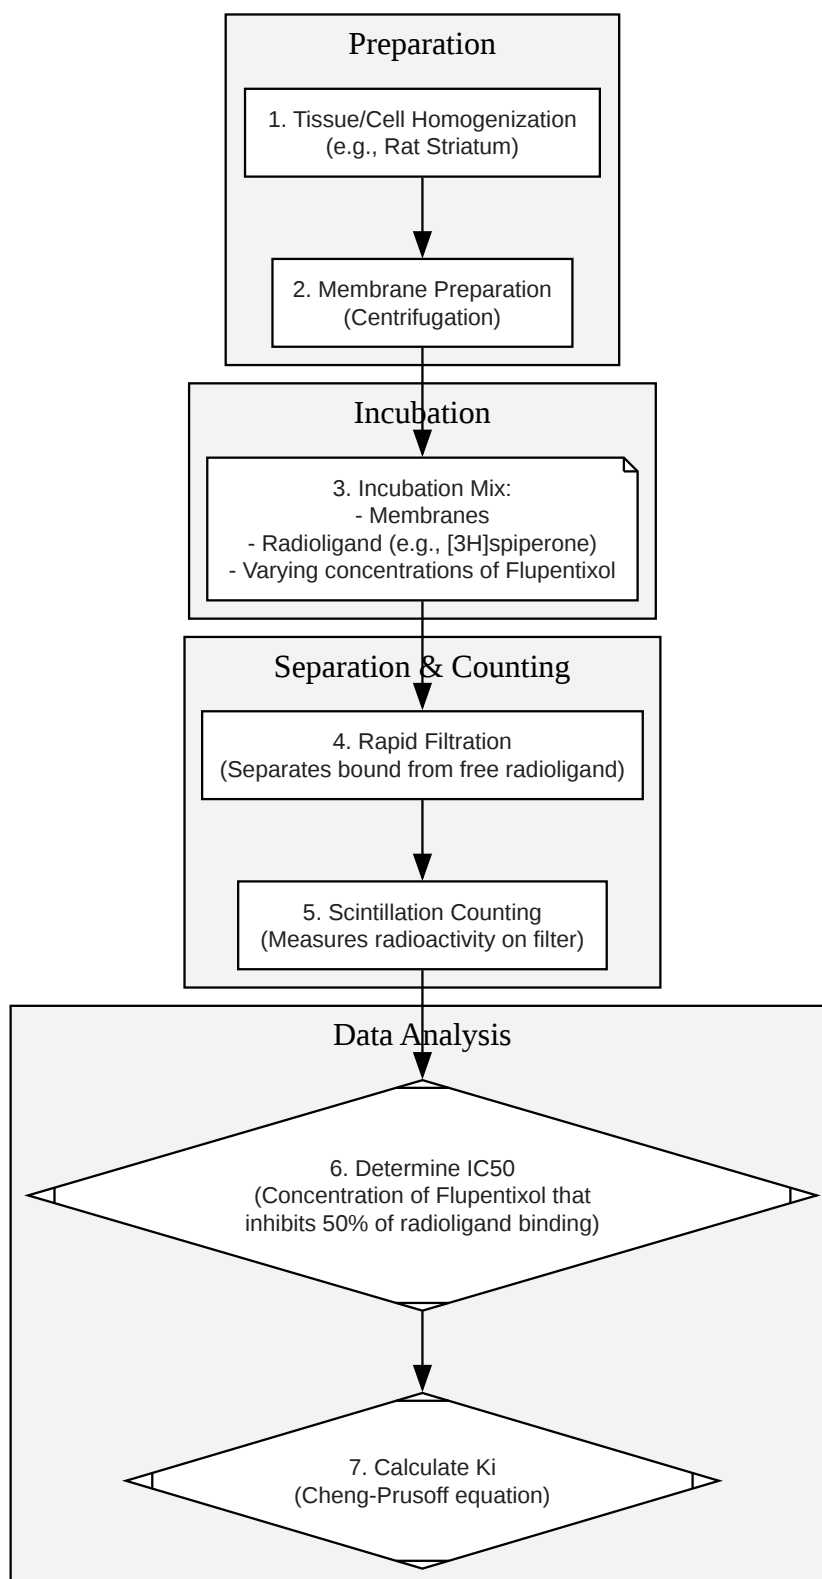 Preparation
1. Tissue/Cell Homogenization
(e.g., Rat Striatum)
2. Membrane Preparation
(Centrifugation)
Incubation
3. Incubation Mix:
- Membranes
- Radioligand (e.g., [3H]spiperone)
- Varying concentrations of Flupentixol
Separation & Counting
4. Rapid Filtration
(Separates bound from free radioligand)
5. Scintillation Counting
(Measures radioactivity on filter)
Data Analysis
6. Determine IC50
(Concentration of Flupentixol that
inhibits 50% of radioligand binding)
7. Calculate Ki
(Cheng-Prusoff equation)